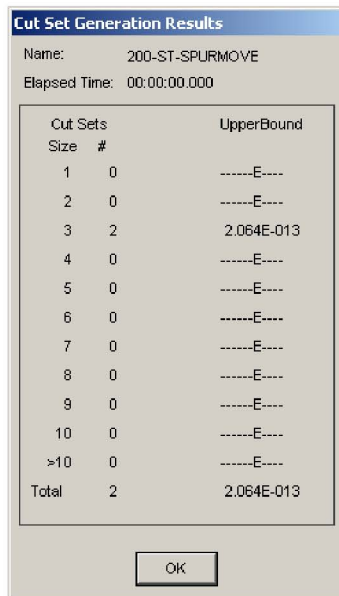 Cut Set Generation Results
Name: 200-ST-SPURMOVE
Elapsed Time: 00:00:00.000
Cut Sets UpperBound
Size #
1 0 ------E----
2 0 ------E----
3 2 2.064E-013
4 0 ------E----
5 0 ------E----
6 0 ------E----
7 0 ------E----
8 0 ------E----
9 0 ------E----
10 0 ------E----
>10 0 ------E----
Total 2 2.064E-013
OK